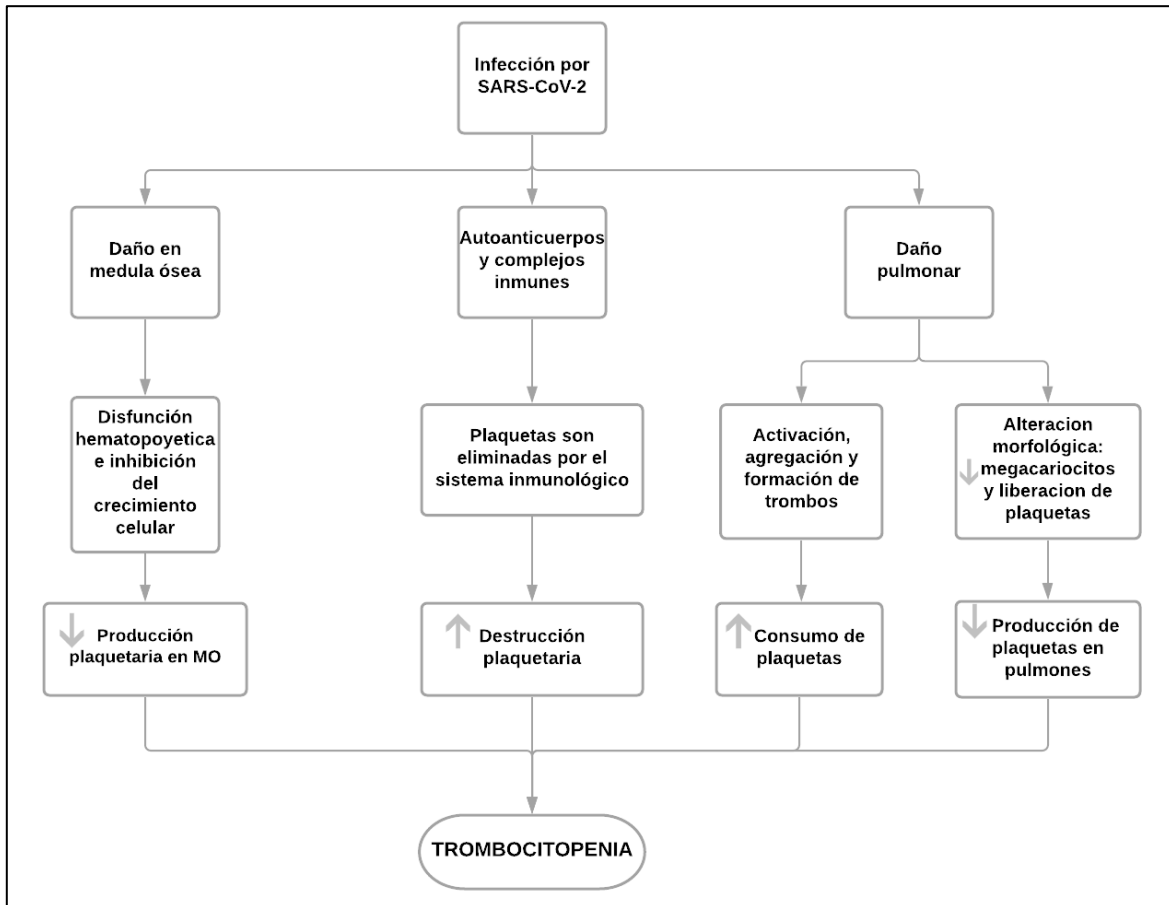 Infección por
SARS-CoV-2
Daño en
medula ósea
Autoanticuerpos
y complejos
inmunes
Daño
pulmonar
Disfunción
hematopoyetica
e inhibición
del
crecimiento
celular
Plaquetas son
eliminadas por el
sistema inmunológico
Activación,
agregación y
formación de
trombos
Alteracion
morfológica:
↓ megacariocitos
y liberacion de
plaquetas
↓ Producción
plaquetaria en MO
↑ Destrucción
plaquetaria
↑ Consumo de
plaquetas
↓ Producción de
plaquetas en
pulmones
TROMBOCITOPENIA